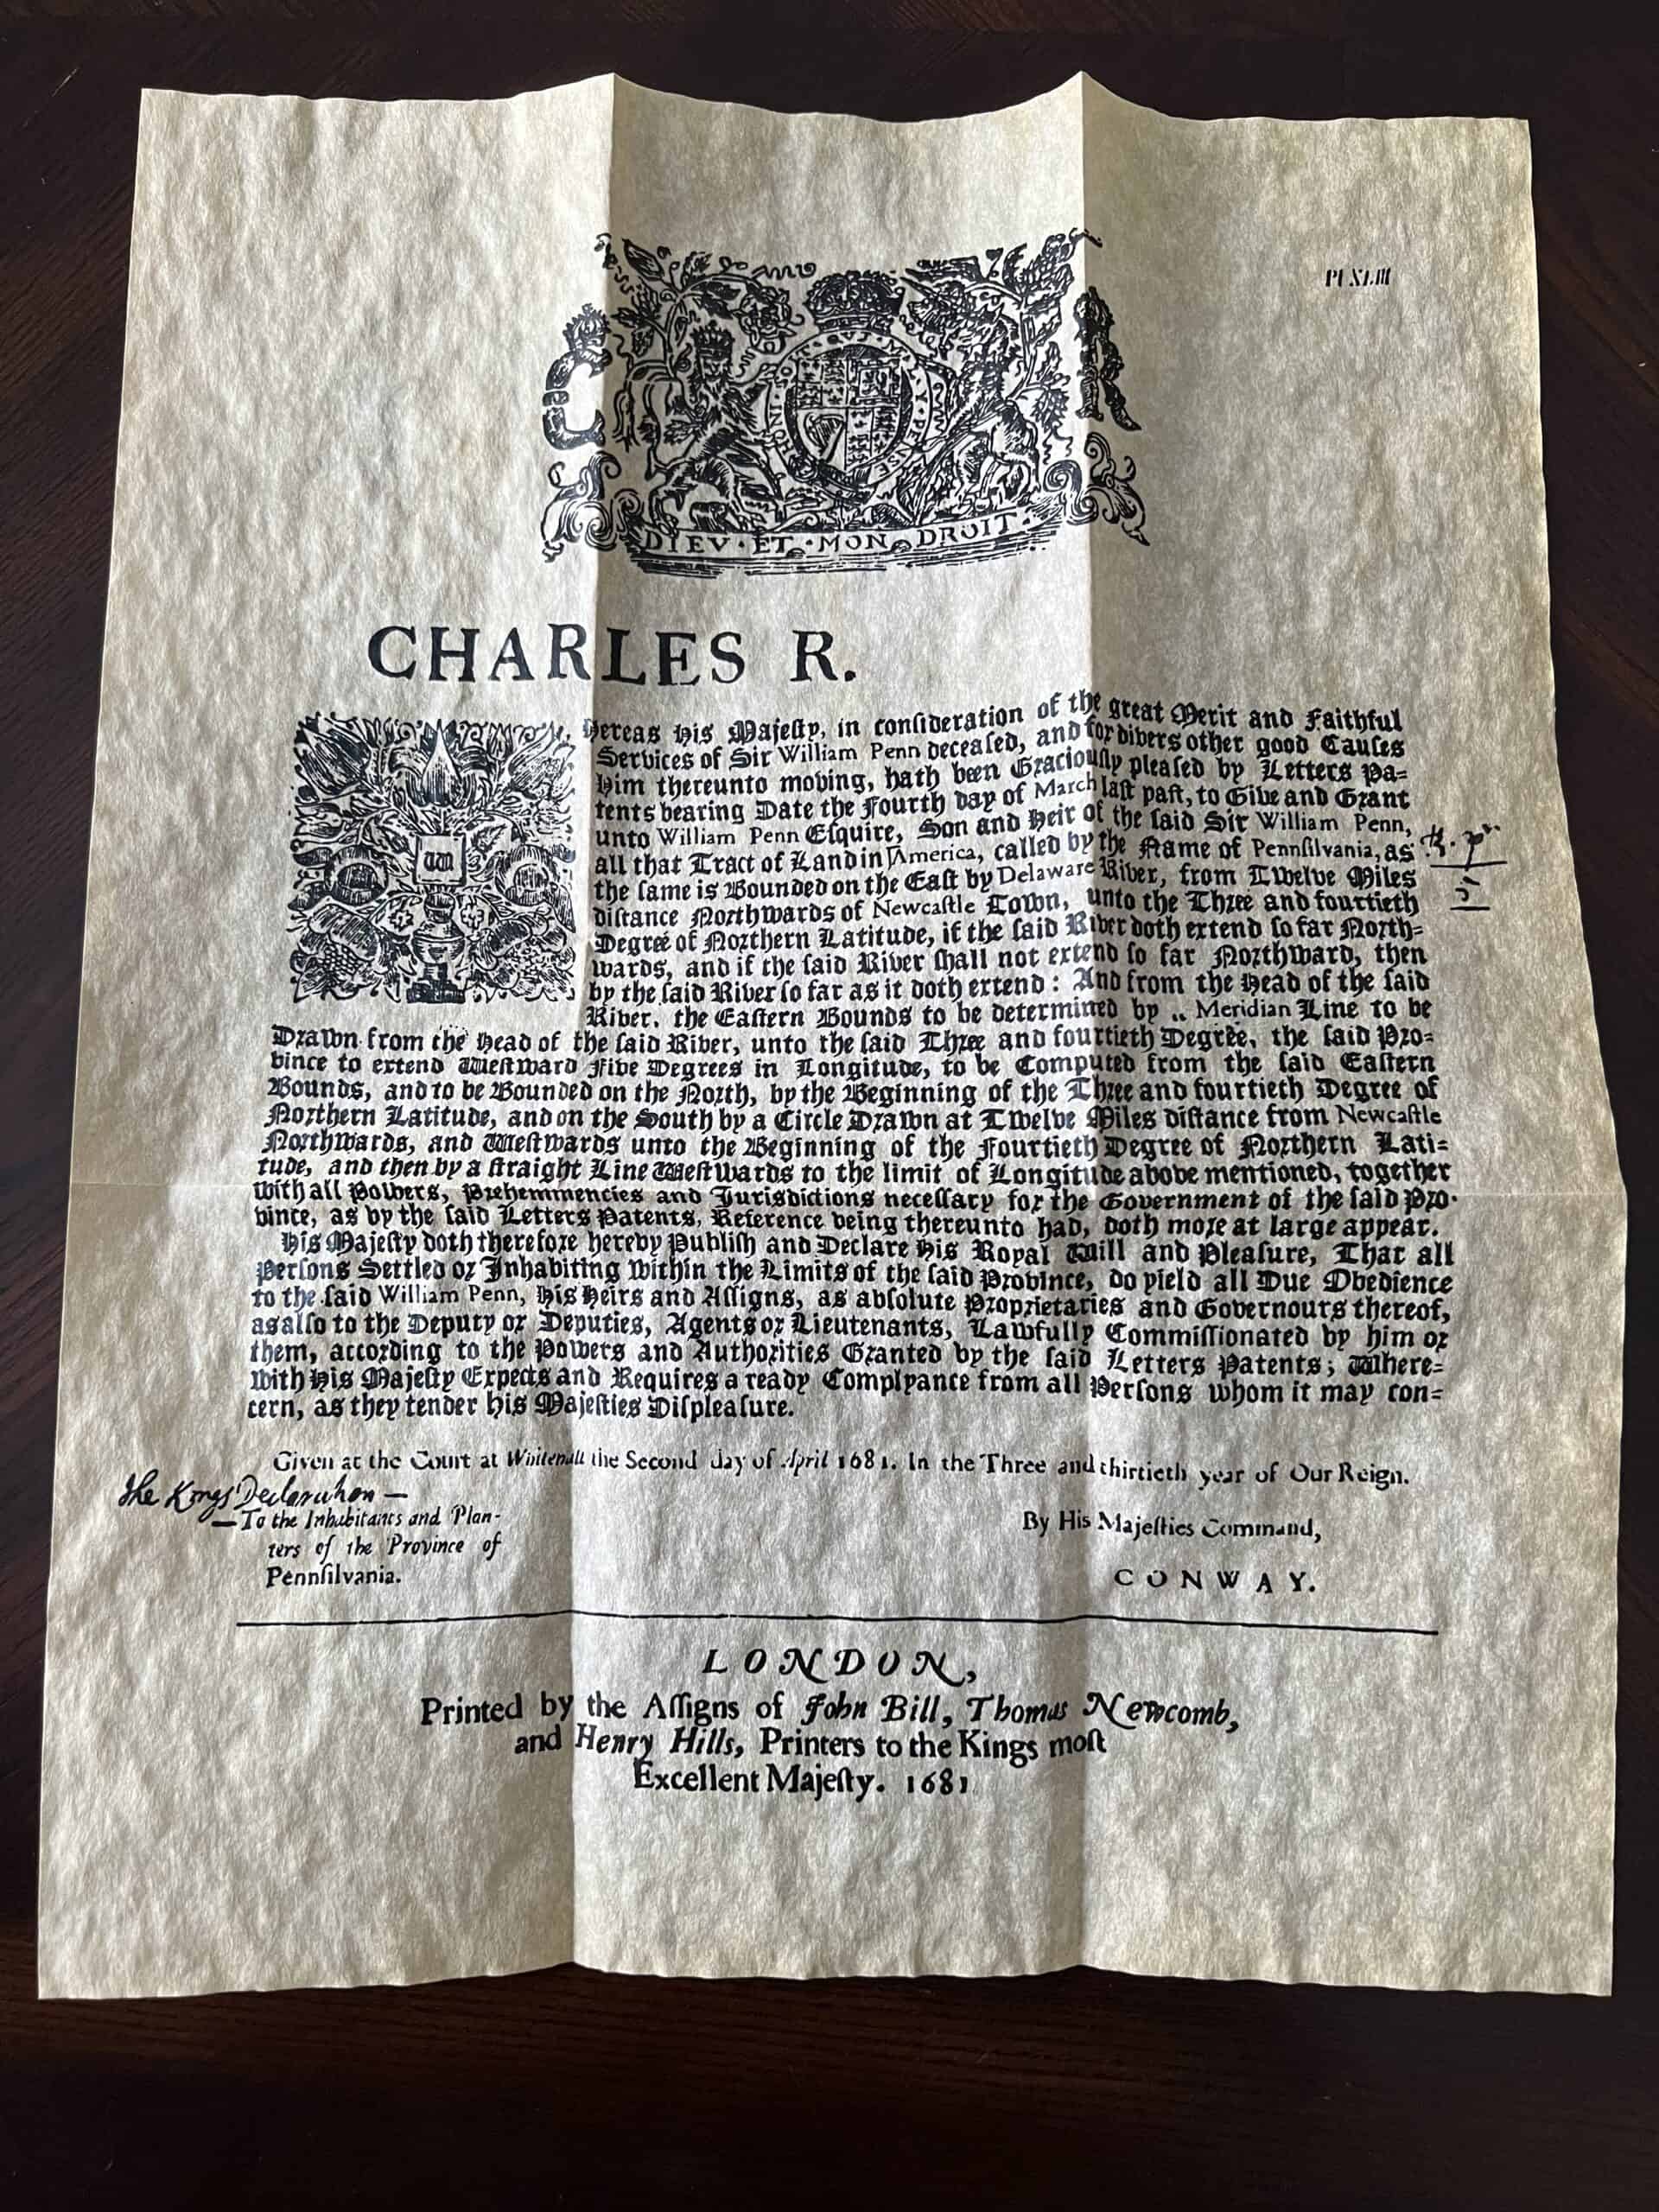 C R
HONI · SOIT · QUI · MAL · Y · PENSE
DIEV · ET · MON DROIT ·
CHARLES R.
W
hereas His Majeſty, in conſideration of the great Merit and Faithful
Services of Sir William Penn deceaſed, and for divers other good Cauſes
Him thereunto moving, hath been Graciouſly pleaſed by Letters Pa=
tents bearing Date the Fourth day of March laſt paſt, to Give and Grant
unto William Penn Eſquire, Son and Heir of the ſaid Sir William Penn,
all that Tract of Land in America, called by the Name of Pennſilvania, as
the ſame is Bounded on the Eaſt by Delaware River, from Twelve Miles
diſtance Northwards of Newcaſtle Town, unto the Three and fourtieth
Degree of Northern Latitude, if the ſaid River doth extend ſo far North=
wards, and if the ſaid River ſhall not extend ſo far Northward, then
by the ſaid River ſo far as it doth extend : And from the Head of the ſaid
River, the Eaſtern Bounds to be determined by Meridian Line to be
Drawn from the Head of the ſaid River, unto the ſaid Three and fourtieth Degree, the ſaid Pro=
vince to extend Weſtward Five Degrees in Longitude, to be Computed from the ſaid Eaſtern
Bounds, and to be Bounded on the North, by the Beginning of the Three and fourtieth Degree of
Northern Latitude, and on the South by a Circle Drawn at Twelve Miles diſtance from Newcaſtle
Northwards, and Weſtwards unto the Beginning of the Fourtieth Degree of Northern Lati=
tude, and then by a ſtraight Line Weſtwards to the limit of Longitude above mentioned, together
with all Powers, Preheminencies and Jurisdictions neceſſary for the Government of the ſaid Pro-
vince, as by the ſaid Letters Patents, Reference being thereunto had, doth more at large appear.
His Majeſty doth therefore hereby Publiſh and Declare His Royal Will and Pleaſure, That all
Perſons Settled or Inhabiting within the Limits of the ſaid Province, do yield all Due Obedience
to the ſaid William Penn, His Heirs and Aſſigns, as abſolute Proprietaries and Governours thereof,
as alſo to the Deputy or Deputies, Agents or Lieutenants, Lawfully Commiſſionated by him or
them, according to the Powers and Authorities Granted by the ſaid Letters Patents; Where=
with His Majeſty Expects and Requires a ready Complyance from all Perſons whom it may con=
cern, as they tender His Majeſties Diſpleaſure.
Given at the Court at Whitehall the Second day of April 1681. In the Three and thirtieth year of Our Reign.
The Kings Declaration —
— To the Inhabitants and Plan-
ters of the Province of
Pennſilvania.
By His Majeſties Command,
CONWAY.
LONDON,
Printed by the Aſſigns of John Bill, Thomas Newcomb,
and Henry Hills, Printers to the Kings moſt
Excellent Majeſty. 1681